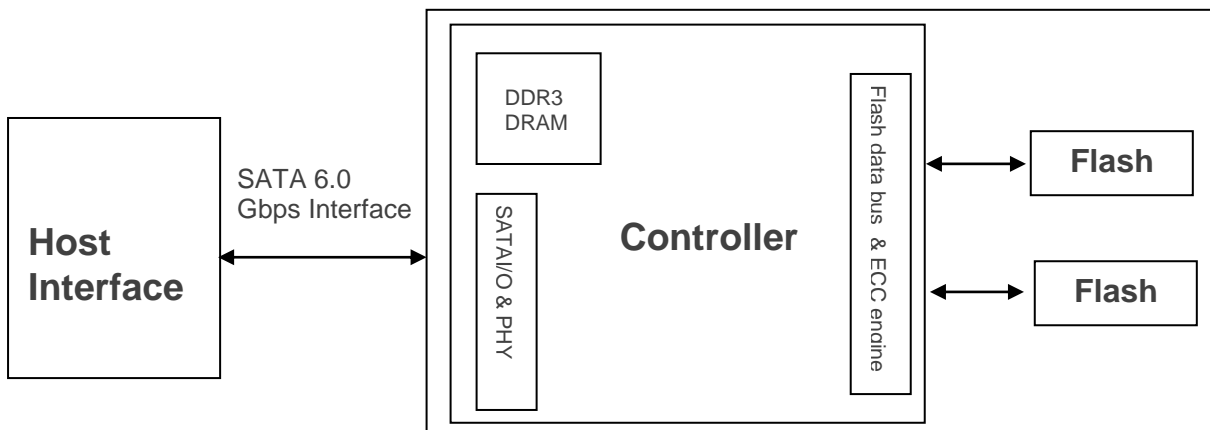 Host
Interface
SATA 6.0
Gbps Interface
DDR3
DRAM
SATAI/O & PHY
Controller
Flash data bus & ECC engine
Flash
Flash